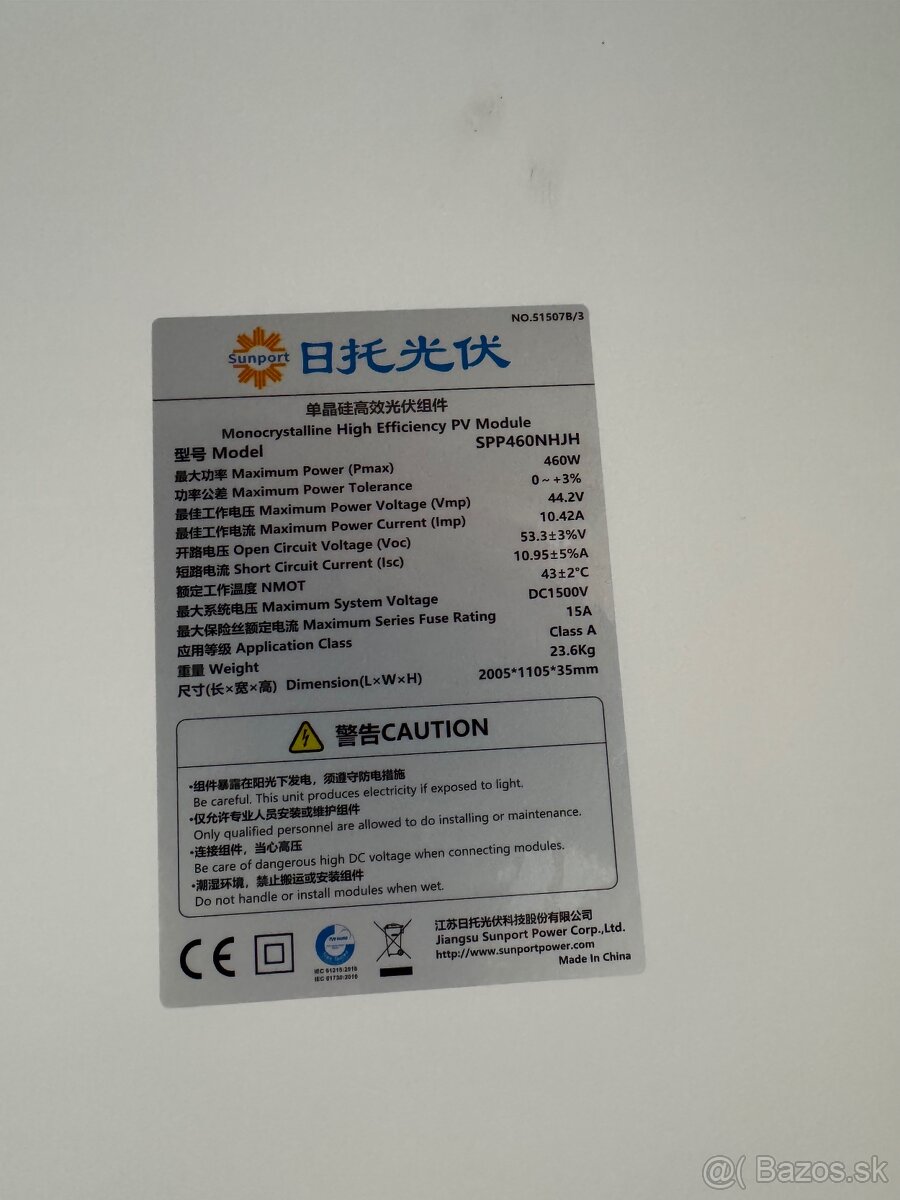 NO.51507B/3
Sunport 日托光伏
单晶硅高效光伏组件
Monocrystalline High Efficiency PV Module
型号 Model SPP460NHJH
最大功率 Maximum Power (Pmax) 460W
功率公差 Maximum Power Tolerance 0～+3%
最佳工作电压 Maximum Power Voltage (Vmp) 44.2V
最佳工作电流 Maximum Power Current (Imp) 10.42A
开路电压 Open Circuit Voltage (Voc) 53.3±3%V
短路电流 Short Circuit Current (Isc) 10.95±5%A
额定工作温度 NMOT 43±2°C
最大系统电压 Maximum System Voltage DC1500V
最大保险丝额定电流 Maximum Series Fuse Rating 15A
应用等级 Application Class Class A
重量 Weight 23.6Kg
尺寸(长×宽×高) Dimension(L×W×H) 2005*1105*35mm
警告CAUTION
·组件暴露在阳光下发电，须遵守防电措施
Be careful. This unit produces electricity if exposed to light.
·仅允许专业人员安装或维护组件
Only qualified personnel are allowed to do installing or maintenance.
·连接组件，当心高压
Be care of dangerous high DC voltage when connecting modules.
·潮湿环境，禁止搬运或安装组件
Do not handle or install modules when wet.
CE
IEC 61215:2016
IEC 61730:2016
江苏日托光伏科技股份有限公司
Jiangsu Sunport Power Corp.,Ltd.
http://www.sunportpower.com
Made In China
@( Bazos.sk